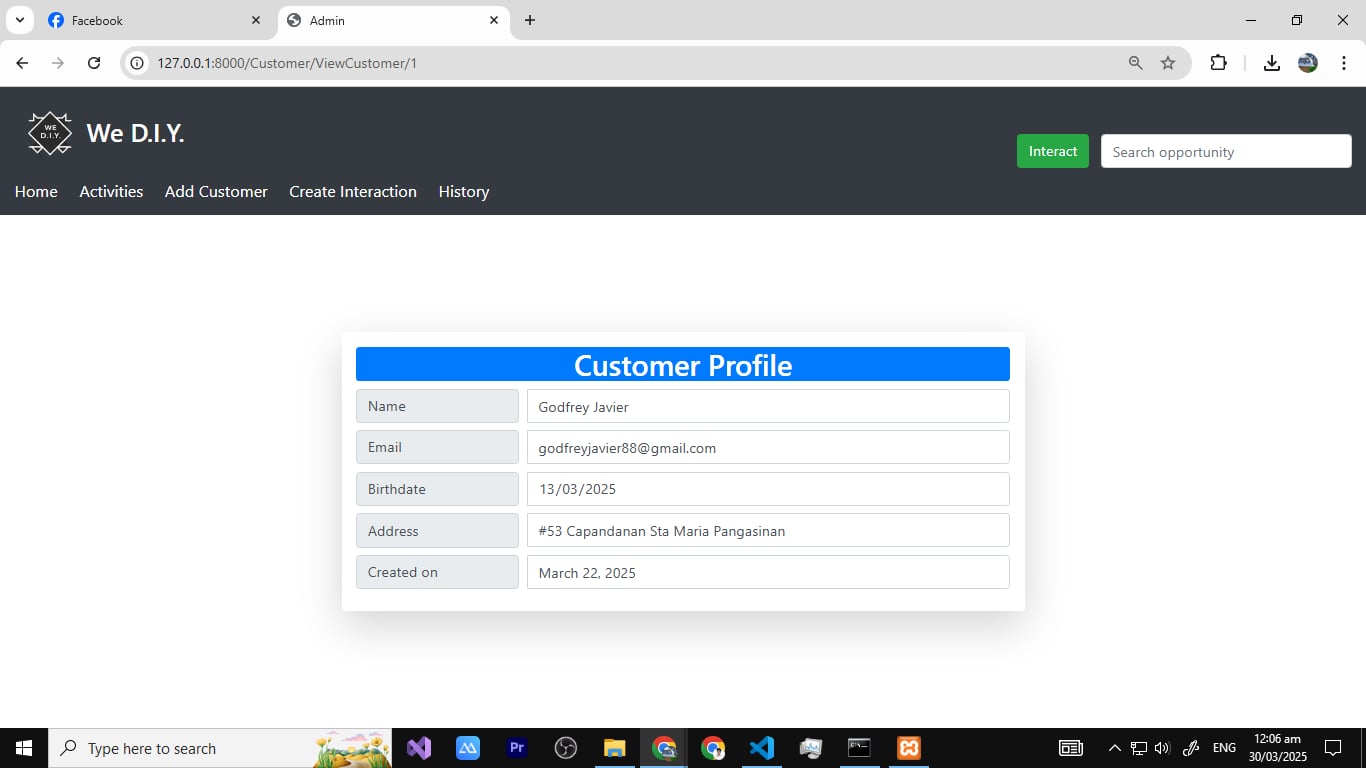 Facebook
Admin
127.0.0.1:8000/Customer/ViewCustomer/1
WE
D.I.Y.
We D.I.Y.
Interact
Search opportunity
Home Activities Add Customer Create Interaction History
Customer Profile
Name Godfrey Javier
Email godfreyjavier88@gmail.com
Birthdate 13/03/2025
Address #53 Capandanan Sta Maria Pangasinan
Created on March 22, 2025
Type here to search
Pr
ENG
12:06 am
30/03/2025